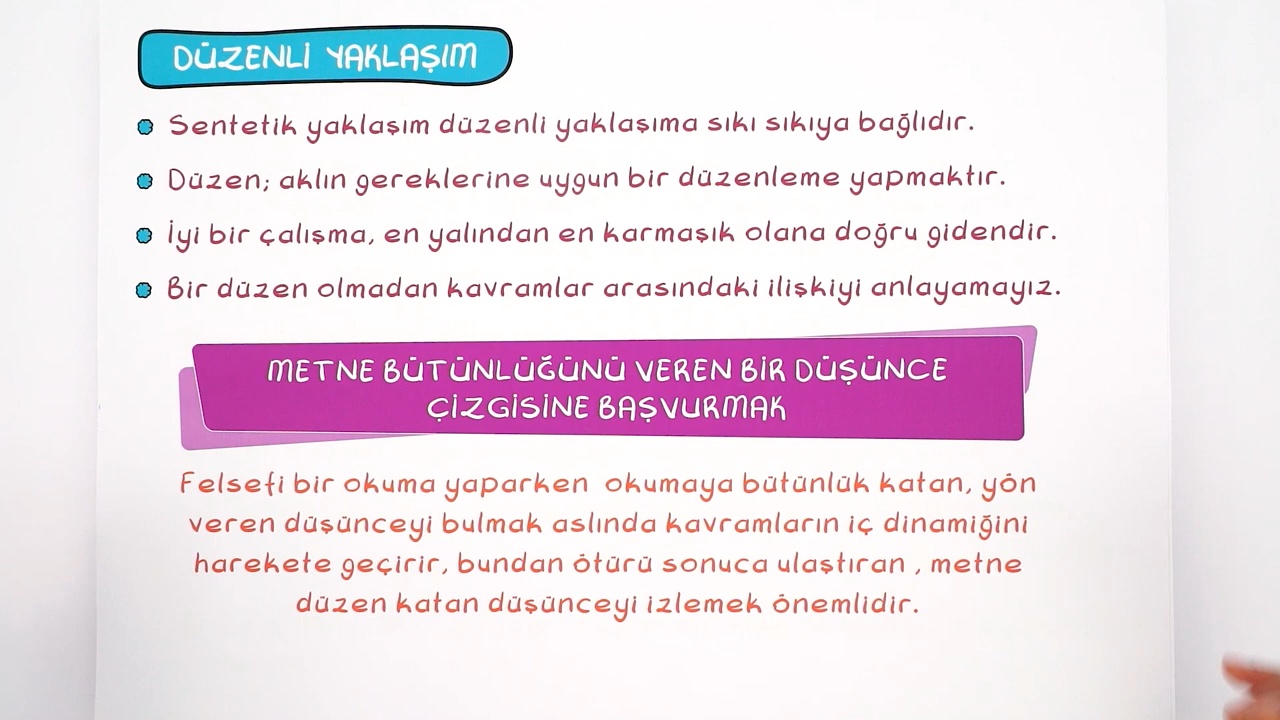 DÜZENLİ YAKLAŞIM
Sentetik yaklaşım düzenli yaklaşıma sıkı sıkıya bağlıdır.
Düzen; aklın gereklerine uygun bir düzenleme yapmaktır.
İyi bir çalışma, en yalından en karmaşık olana doğru gidendir.
Bir düzen olmadan kavramlar arasındaki ilişkiyi anlayamayız.
METNE BÜTÜNLÜĞÜNÜ VEREN BİR DÜŞÜNCE
ÇİZGİSİNE BAŞVURMAK
Felsefi bir okuma yaparken okumaya bütünlük katan, yön
veren düşünceyi bulmak aslında kavramların iç dinamiğini
harekete geçirir, bundan ötürü sonuca ulaştıran , metne
düzen katan düşünceyi izlemek önemlidir.